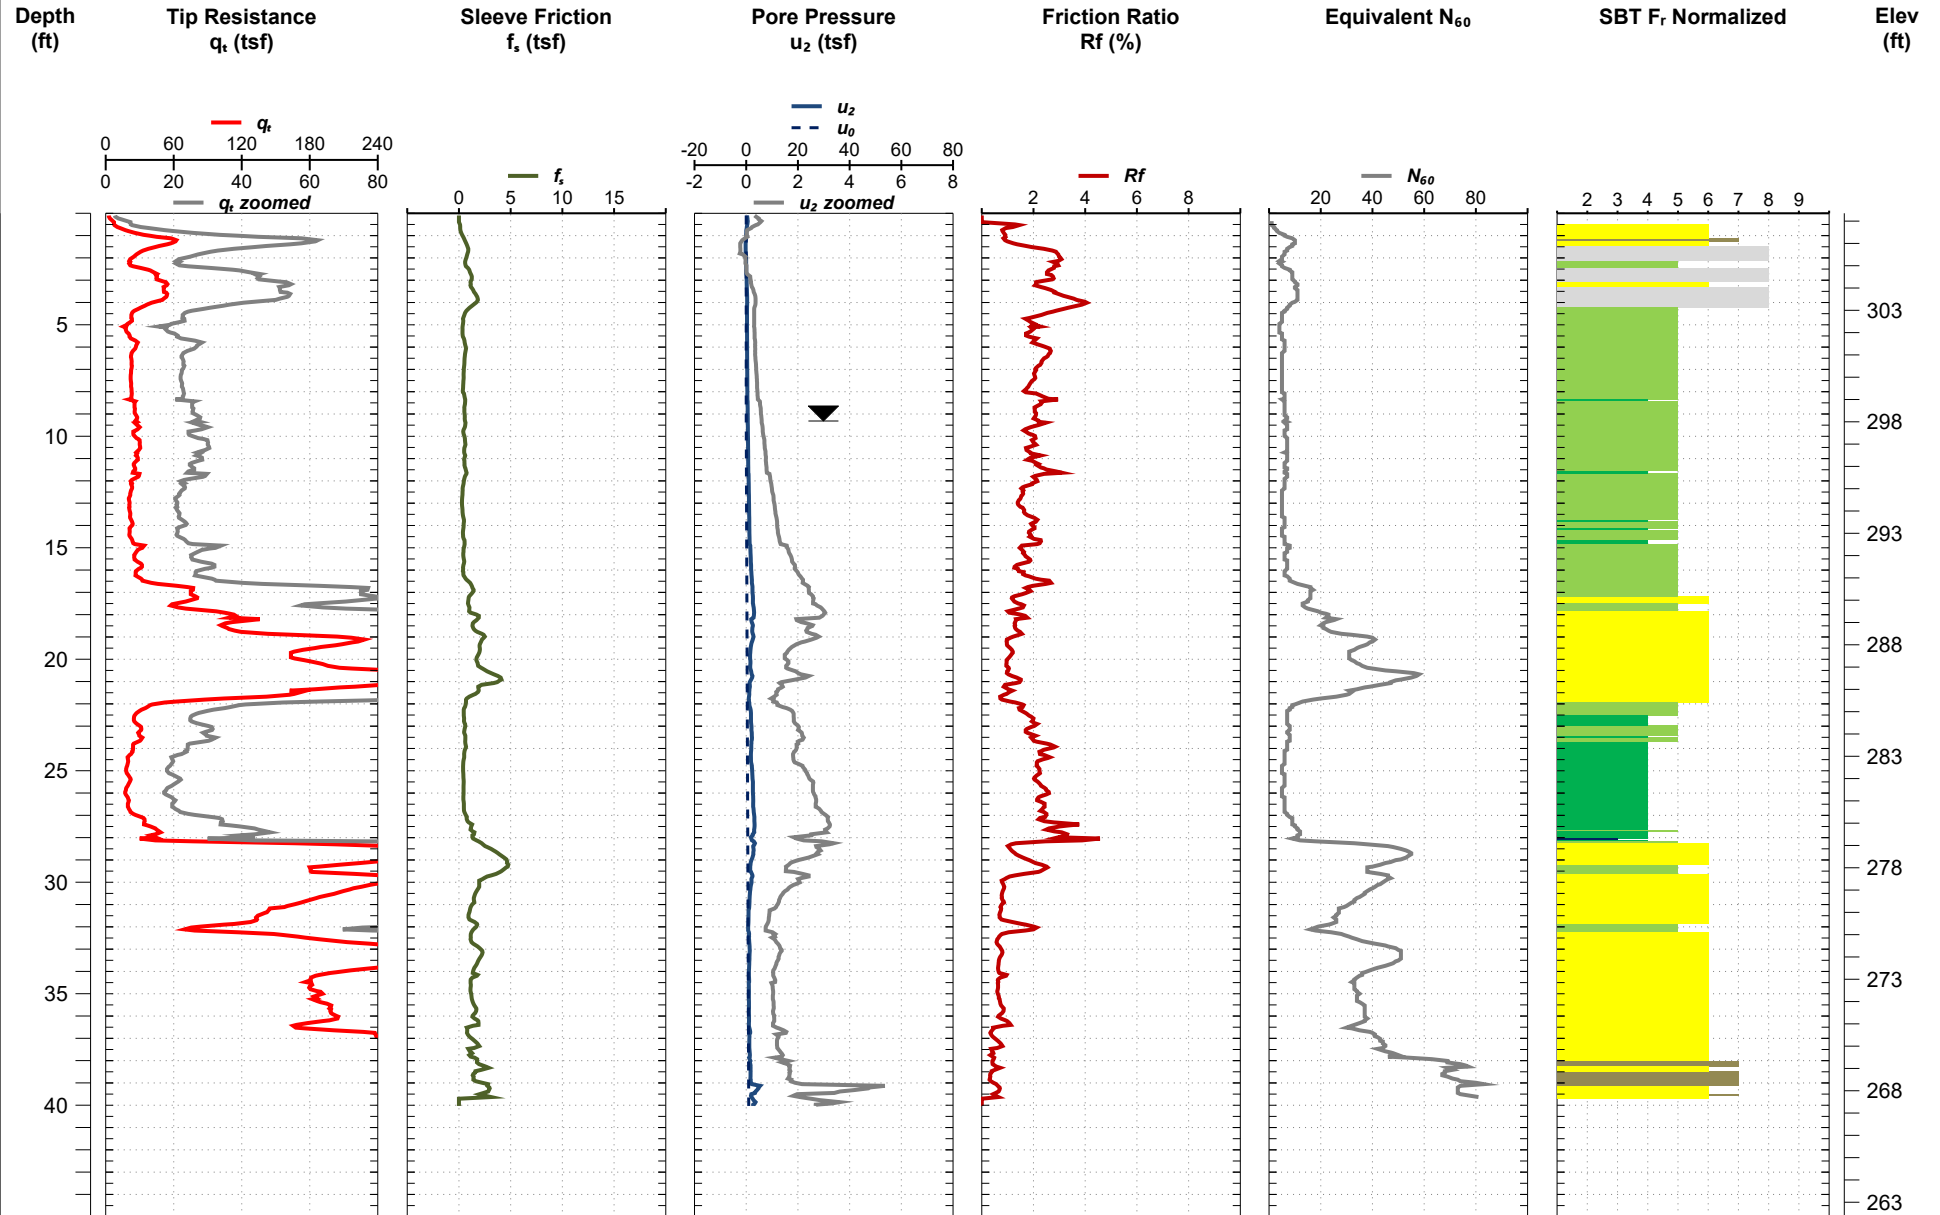 Depth (ft)
Tip Resistance qₜ (tsf)
Sleeve Friction fₛ (tsf)
Pore Pressure u₂ (tsf)
Friction Ratio Rf (%)
Equivalent N₆₀
SBT Fᵣ Normalized
Elev (ft)
qₜ
0 60 120 180 240
0 20 40 60 80
qₜ zoomed
fₛ
0 5 10 15
u₂
u₀
-20 0 20 40 60 80
-2 0 2 4 6 8
u₂ zoomed
Rf
2 4 6 8
N₆₀
20 40 60 80
2 3 4 5 6 7 8 9
5
10
15
20
25
30
35
40
303
298
293
288
283
278
273
268
263